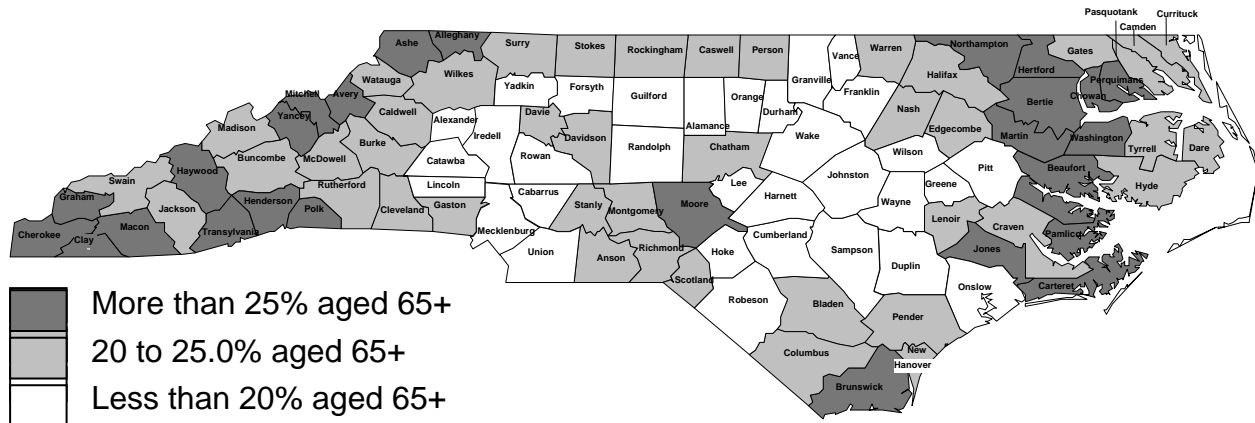 Pasquotank
Camden
Currituck
Ashe
Alleghany
Surry
Stokes
Rockingham
Caswell
Person
Vance
Warren
Northampton
Gates
Hertford
Watauga
Wilkes
Yadkin
Forsyth
Guilford
Granville
Halifax
Bertie
Perquimans
Chowan
Mitchell
Avery
Yancey
Caldwell
Alexander
Iredell
Davie
Davidson
Alamance
Orange
Durham
Franklin
Nash
Edgecombe
Martin
Washington
Tyrrell
Dare
Madison
Buncombe
McDowell
Burke
Catawba
Rowan
Randolph
Chatham
Wake
Wilson
Pitt
Beaufort
Hyde
Swain
Haywood
Rutherford
Lincoln
Cabarrus
Lee
Harnett
Johnston
Greene
Graham
Jackson
Henderson
Polk
Cleveland
Gaston
Stanly
Montgomery
Moore
Wayne
Lenoir
Craven
Pamlico
Cherokee
Clay
Macon
Transylvania
Mecklenburg
Union
Anson
Richmond
Hoke
Cumberland
Sampson
Duplin
Jones
Carteret
Scotland
Robeson
Bladen
Pender
Onslow
Columbus
New
Hanover
Brunswick
More than 25% aged 65+
20 to 25.0% aged 65+
Less than 20% aged 65+